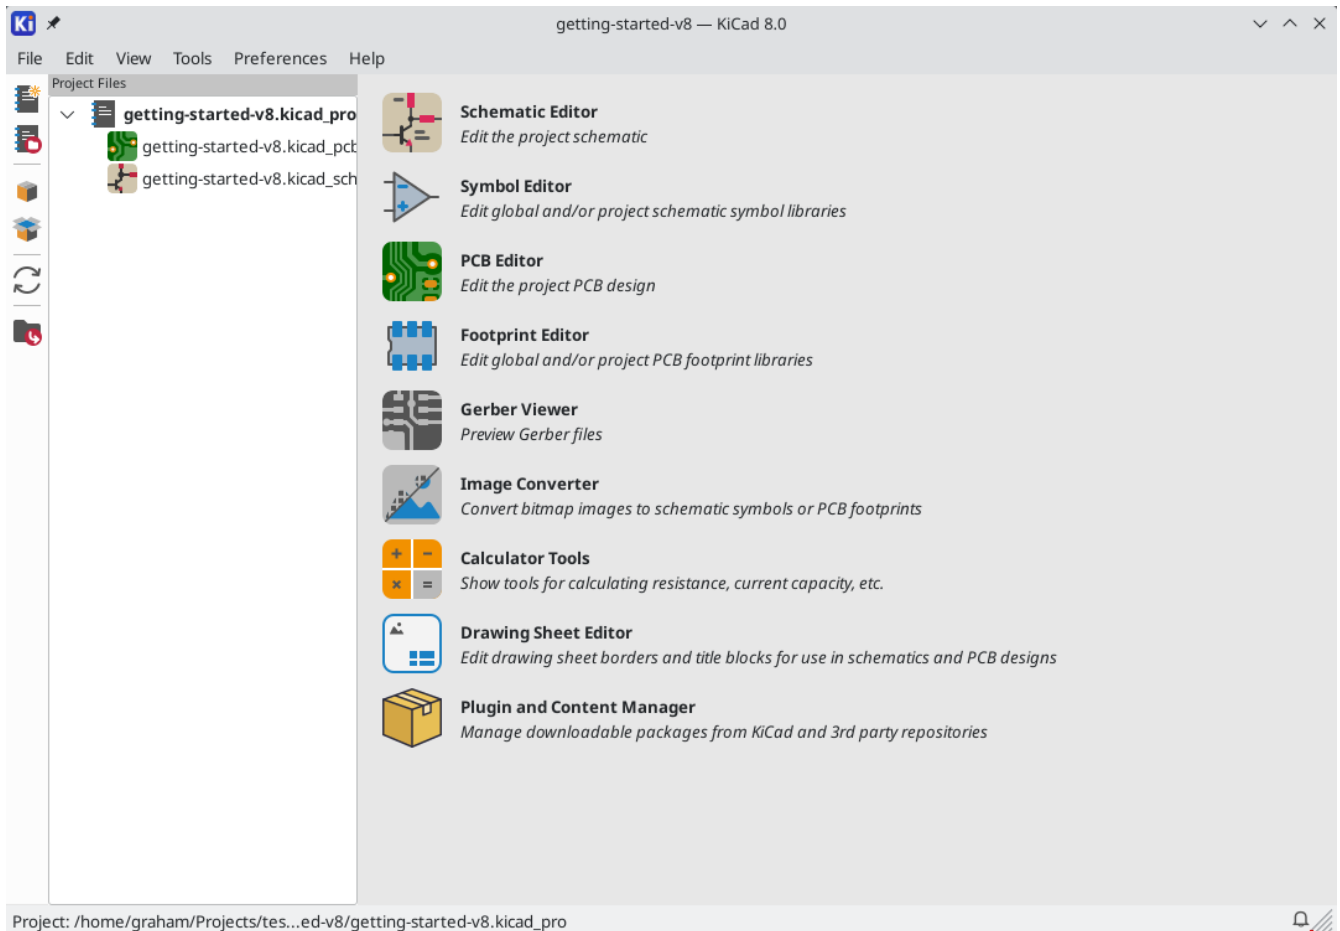 Ki
getting-started-v8 — KiCad 8.0
File Edit View Tools Preferences Help
Project Files
getting-started-v8.kicad_pro
getting-started-v8.kicad_pcb
getting-started-v8.kicad_sch
Schematic Editor
Edit the project schematic
Symbol Editor
Edit global and/or project schematic symbol libraries
PCB Editor
Edit the project PCB design
Footprint Editor
Edit global and/or project PCB footprint libraries
Gerber Viewer
Preview Gerber files
Image Converter
Convert bitmap images to schematic symbols or PCB footprints
Calculator Tools
Show tools for calculating resistance, current capacity, etc.
Drawing Sheet Editor
Edit drawing sheet borders and title blocks for use in schematics and PCB designs
Plugin and Content Manager
Manage downloadable packages from KiCad and 3rd party repositories
Project: /home/graham/Projects/tes...ed-v8/getting-started-v8.kicad_pro